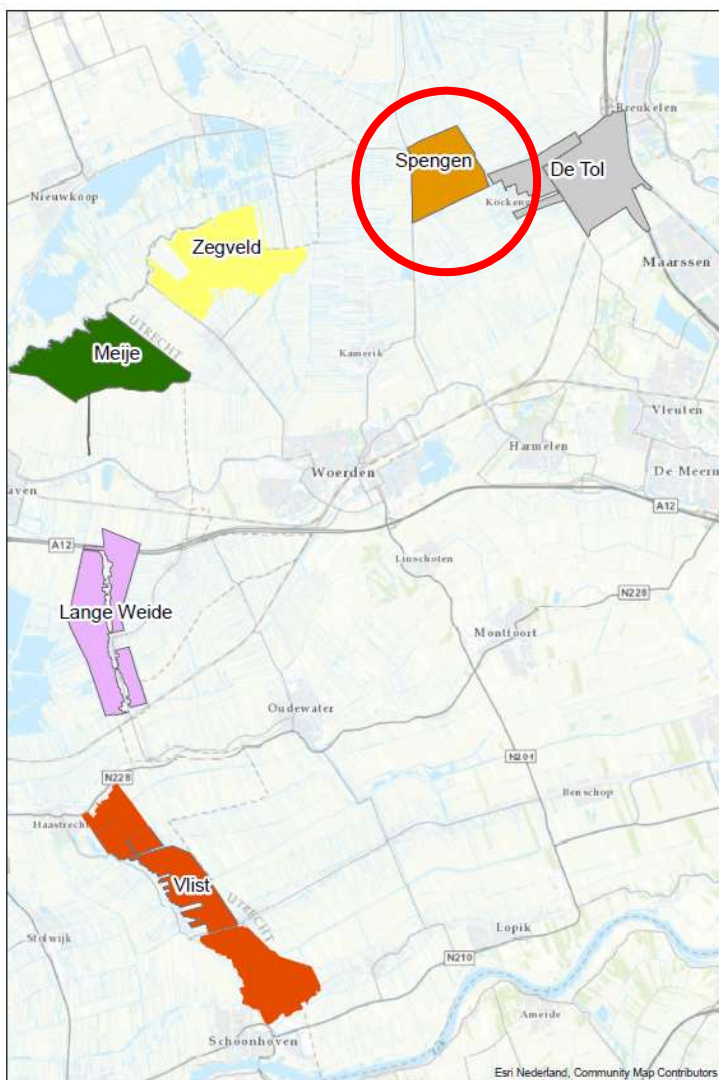 Breukelen
Spengen
De Tol
Nieuwkoop
Kockeng
Zegveld
Maarssen
UTRECHT
Meije
Kamerik
Vleuten
Harmelen
Woerden
De Meern
aven
A12
A12
Linschoten
N228
Lange Weide
Montfoort
Oudewater
N204
N228
Benschop
Haastrecht
Vlist
UTRECHT
Lopik
Stolwijk
N210
Ameide
Schoonhoven
Esri Nederland, Community Map Contributors